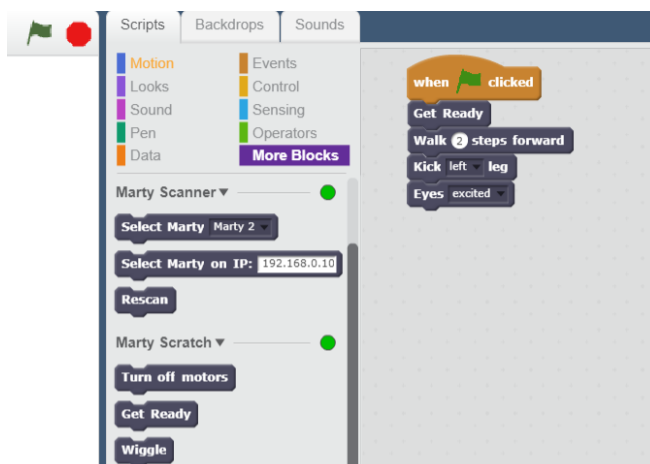 Scripts
Backdrops
Sounds
Motion
Looks
Sound
Pen
Data
Events
Control
Sensing
Operators
More Blocks
Marty Scanner
Select Marty Marty 2
Select Marty on IP: 192.168.0.10
Rescan
Marty Scratch
Turn off motors
Get Ready
Wiggle
when clicked
Get Ready
Walk 2 steps forward
Kick left leg
Eyes excited